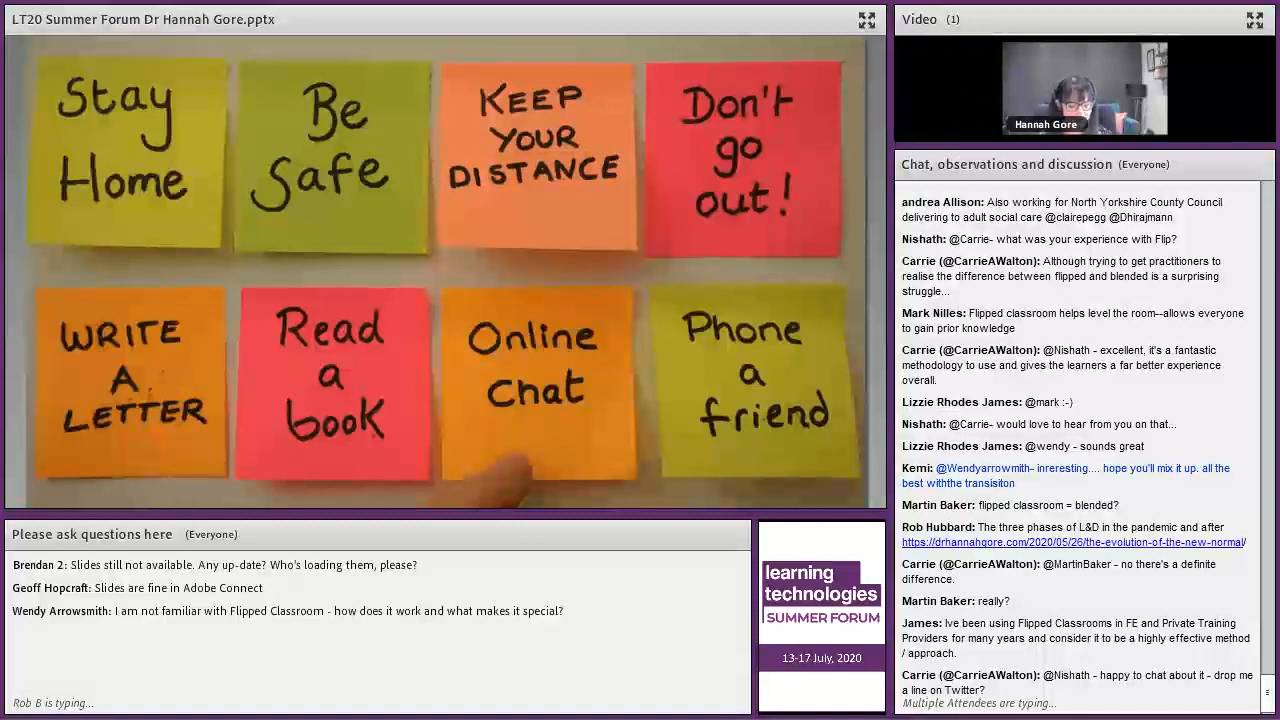 LT20 Summer Forum Dr Hannah Gore.pptx
Stay
Home
Be
Safe
KEEP
YOUR
DISTANCE
Don't
go
out!
WRITE
A
LETTER
Read
a
book
Online
Chat
Phone
a
friend
Please ask questions here (Everyone)
Brendan 2: Slides still not available. Any up-date? Who's loading them, please?
Geoff Hopcraft: Slides are fine in Adobe Connect
Wendy Arrowsmith: I am not familiar with Flipped Classroom - how does it work and what makes it special?
Rob B is typing...
learning
technologies
SUMMER FORUM
13-17 July, 2020
Video (1)
Hannah Gore
Chat, observations and discussion (Everyone)
andrea Allison: Also working for North Yorkshire County Council
delivering to adult social care @clairepegg @Dhirajmann
Nishath: @Carrie- what was your experience with Flip?
Carrie (@CarrieAWalton): Although trying to get practitioners to
realise the difference between flipped and blended is a surprising
struggle...
Mark Nilles: Flipped classroom helps level the room--allows everyone
to gain prior knowledge
Carrie (@CarrieAWalton): @Nishath - excellent, it's a fantastic
methodology to use and gives the learners a far better experience
overall.
Lizzie Rhodes James: @mark :-)
Nishath: @Carrie- would love to hear from you on that...
Lizzie Rhodes James: @wendy - sounds great
Kemi: @Wendyarrowmith- inreresting.... hope you'll mix it up. all the
best withthe transisiton
Martin Baker: flipped classroom = blended?
Rob Hubbard: The three phases of L&D in the pandemic and after
https://drhannahgore.com/2020/05/26/the-evolution-of-the-new-normal/
Carrie (@CarrieAWalton): @MartinBaker - no there's a definite
difference.
Martin Baker: really?
James: Ive been using Flipped Classrooms in FE and Private Training
Providers for many years and consider it to be a highly effective method
/ approach.
Carrie (@CarrieAWalton): @Nishath - happy to chat about it - drop me
a line on Twitter?
Multiple Attendees are typing...